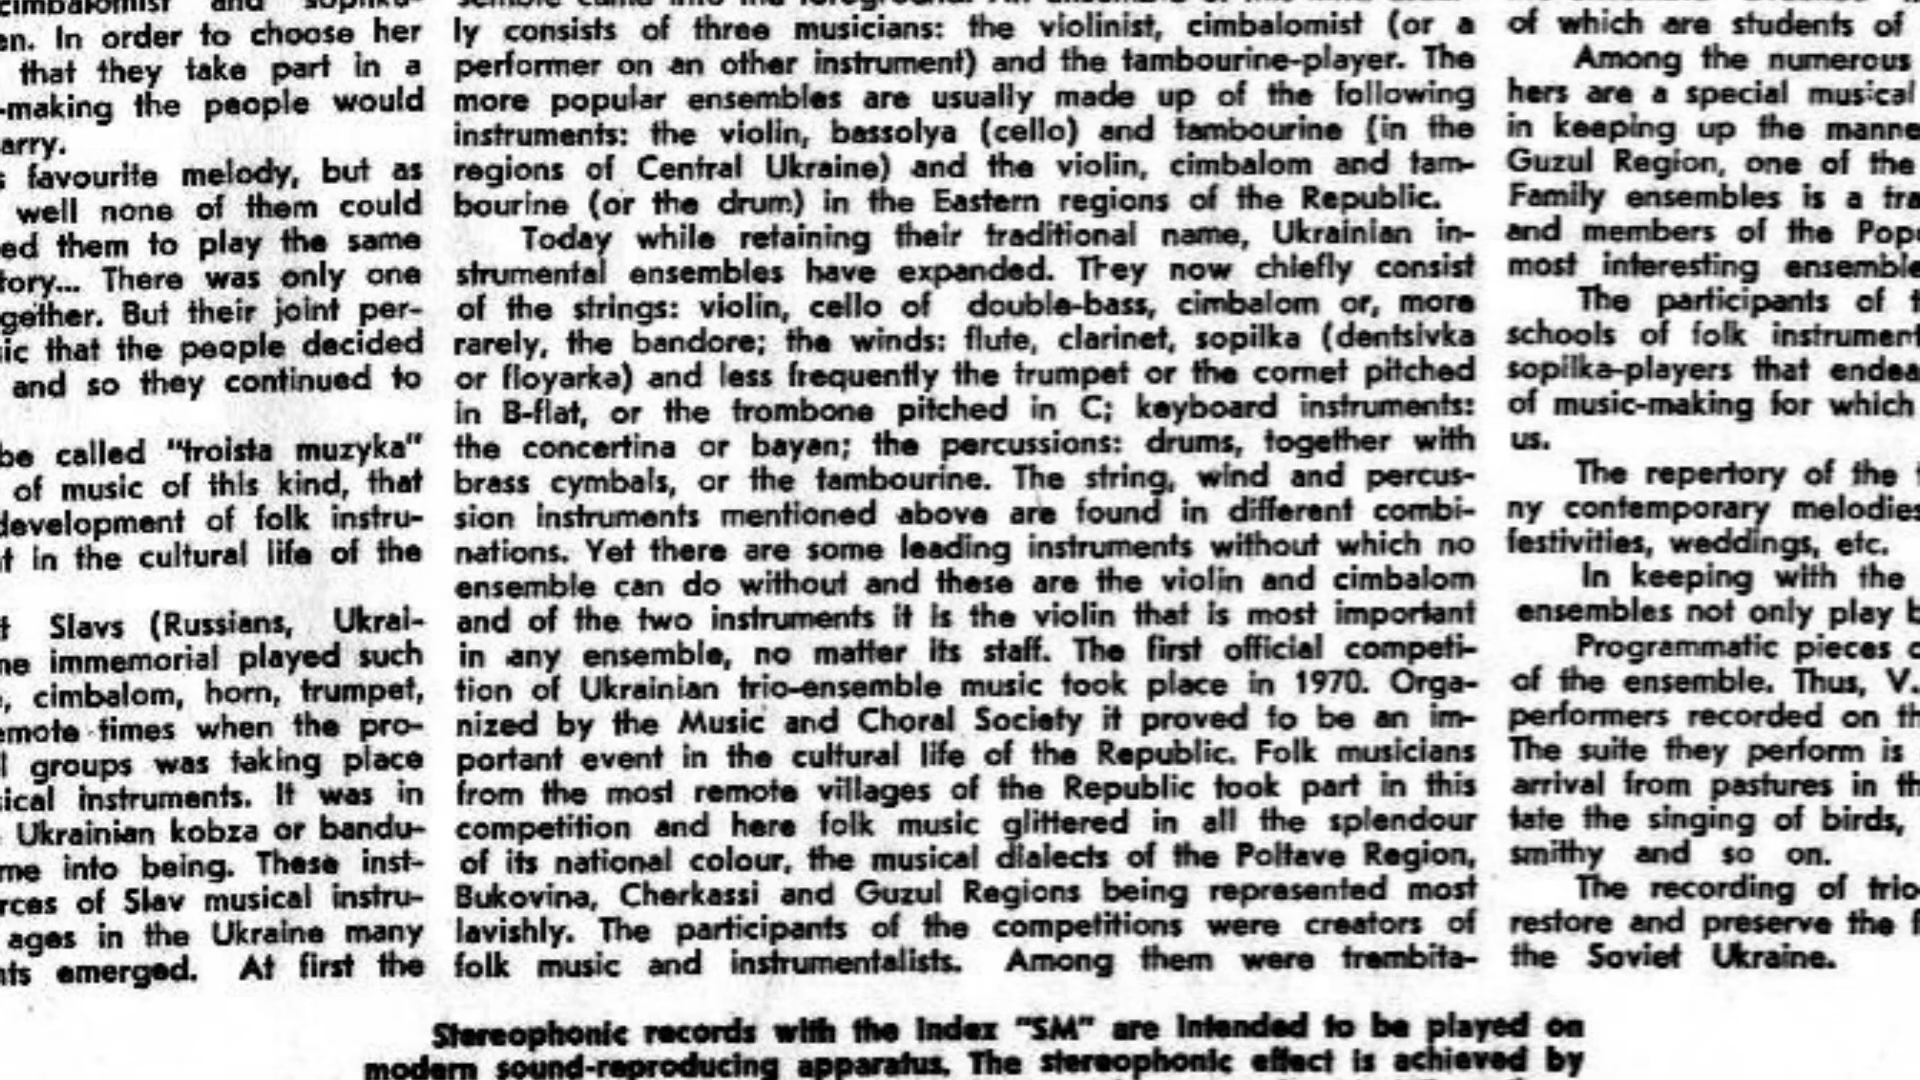 en. In order to choose her
that they take part in a
-making the people would
arry.
favourite melody, but as
well none of them could
ed them to play the same
tory... There was only one
gether. But their joint per-
ic that the people decided
and so they continued to
be called "troista muzyka"
of music of this kind, that
development of folk instru-
t in the cultural life of the
t Slavs (Russians, Ukrai-
me immemorial played such
, cimbalom, horn, trumpet,
emote times when the pro-
l groups was taking place
sical instruments. It was in
Ukrainian kobza or bandu-
me into being. These inst-
rces of Slav musical instru-
ages in the Ukraine many
nts emerged. At first the
ly consists of three musicians: the violinist, cimbalomist (or a
performer on an other instrument) and the tambourine-player. The
more popular ensembles are usually made up of the following
instruments: the violin, bassolya (cello) and tambourine (in the
regions of Central Ukraine) and the violin, cimbalom and tam-
bourine (or the drum) in the Eastern regions of the Republic.
Today while retaining their traditional name, Ukrainian in-
strumental ensembles have expanded. They now chiefly consist
of the strings: violin, cello of double-bass, cimbalom or, more
rarely, the bandore; the winds: flute, clarinet, sopilka (dentsivka
or floyarka) and less frequently the trumpet or the cornet pitched
in B-flat, or the trombone pitched in C; keyboard instruments:
the concertina or bayan; the percussions: drums, together with
brass cymbals, or the tambourine. The string, wind and percus-
sion instruments mentioned above are found in different combi-
nations. Yet there are some leading instruments without which no
ensemble can do without and these are the violin and cimbalom
and of the two instruments it is the violin that is most important
in any ensemble, no matter its staff. The first official competi-
tion of Ukrainian trio-ensemble music took place in 1970. Orga-
nized by the Music and Choral Society it proved to be an im-
portant event in the cultural life of the Republic. Folk musicians
from the most remote villages of the Republic took part in this
competition and here folk music glittered in all the splendour
of its national colour, the musical dialects of the Poltave Region,
Bukovina, Cherkassi and Guzul Regions being represented most
lavishly. The participants of the competitions were creators of
folk music and instrumentalists. Among them were trembita-
of which are students of
Among the numerous
hers are a special musical
in keeping up the manne
Guzul Region, one of the
Family ensembles is a tra
and members of the Pop
most interesting ensemble
The participants of t
schools of folk instrument
sopilka-players that endea
of music-making for which
us.
The repertory of the t
ny contemporary melodies
festivities, weddings, etc.
In keeping with the
ensembles not only play b
Programmatic pieces o
of the ensemble. Thus, V.
performers recorded on th
The suite they perform is
arrival from pastures in th
tate the singing of birds,
smithy and so on.
The recording of trio-
restore and preserve the f
the Soviet Ukraine.
Stereophonic records with the index "SM" are intended to be played on
modern sound-reproducing apparatus. The stereophonic effect is achieved by